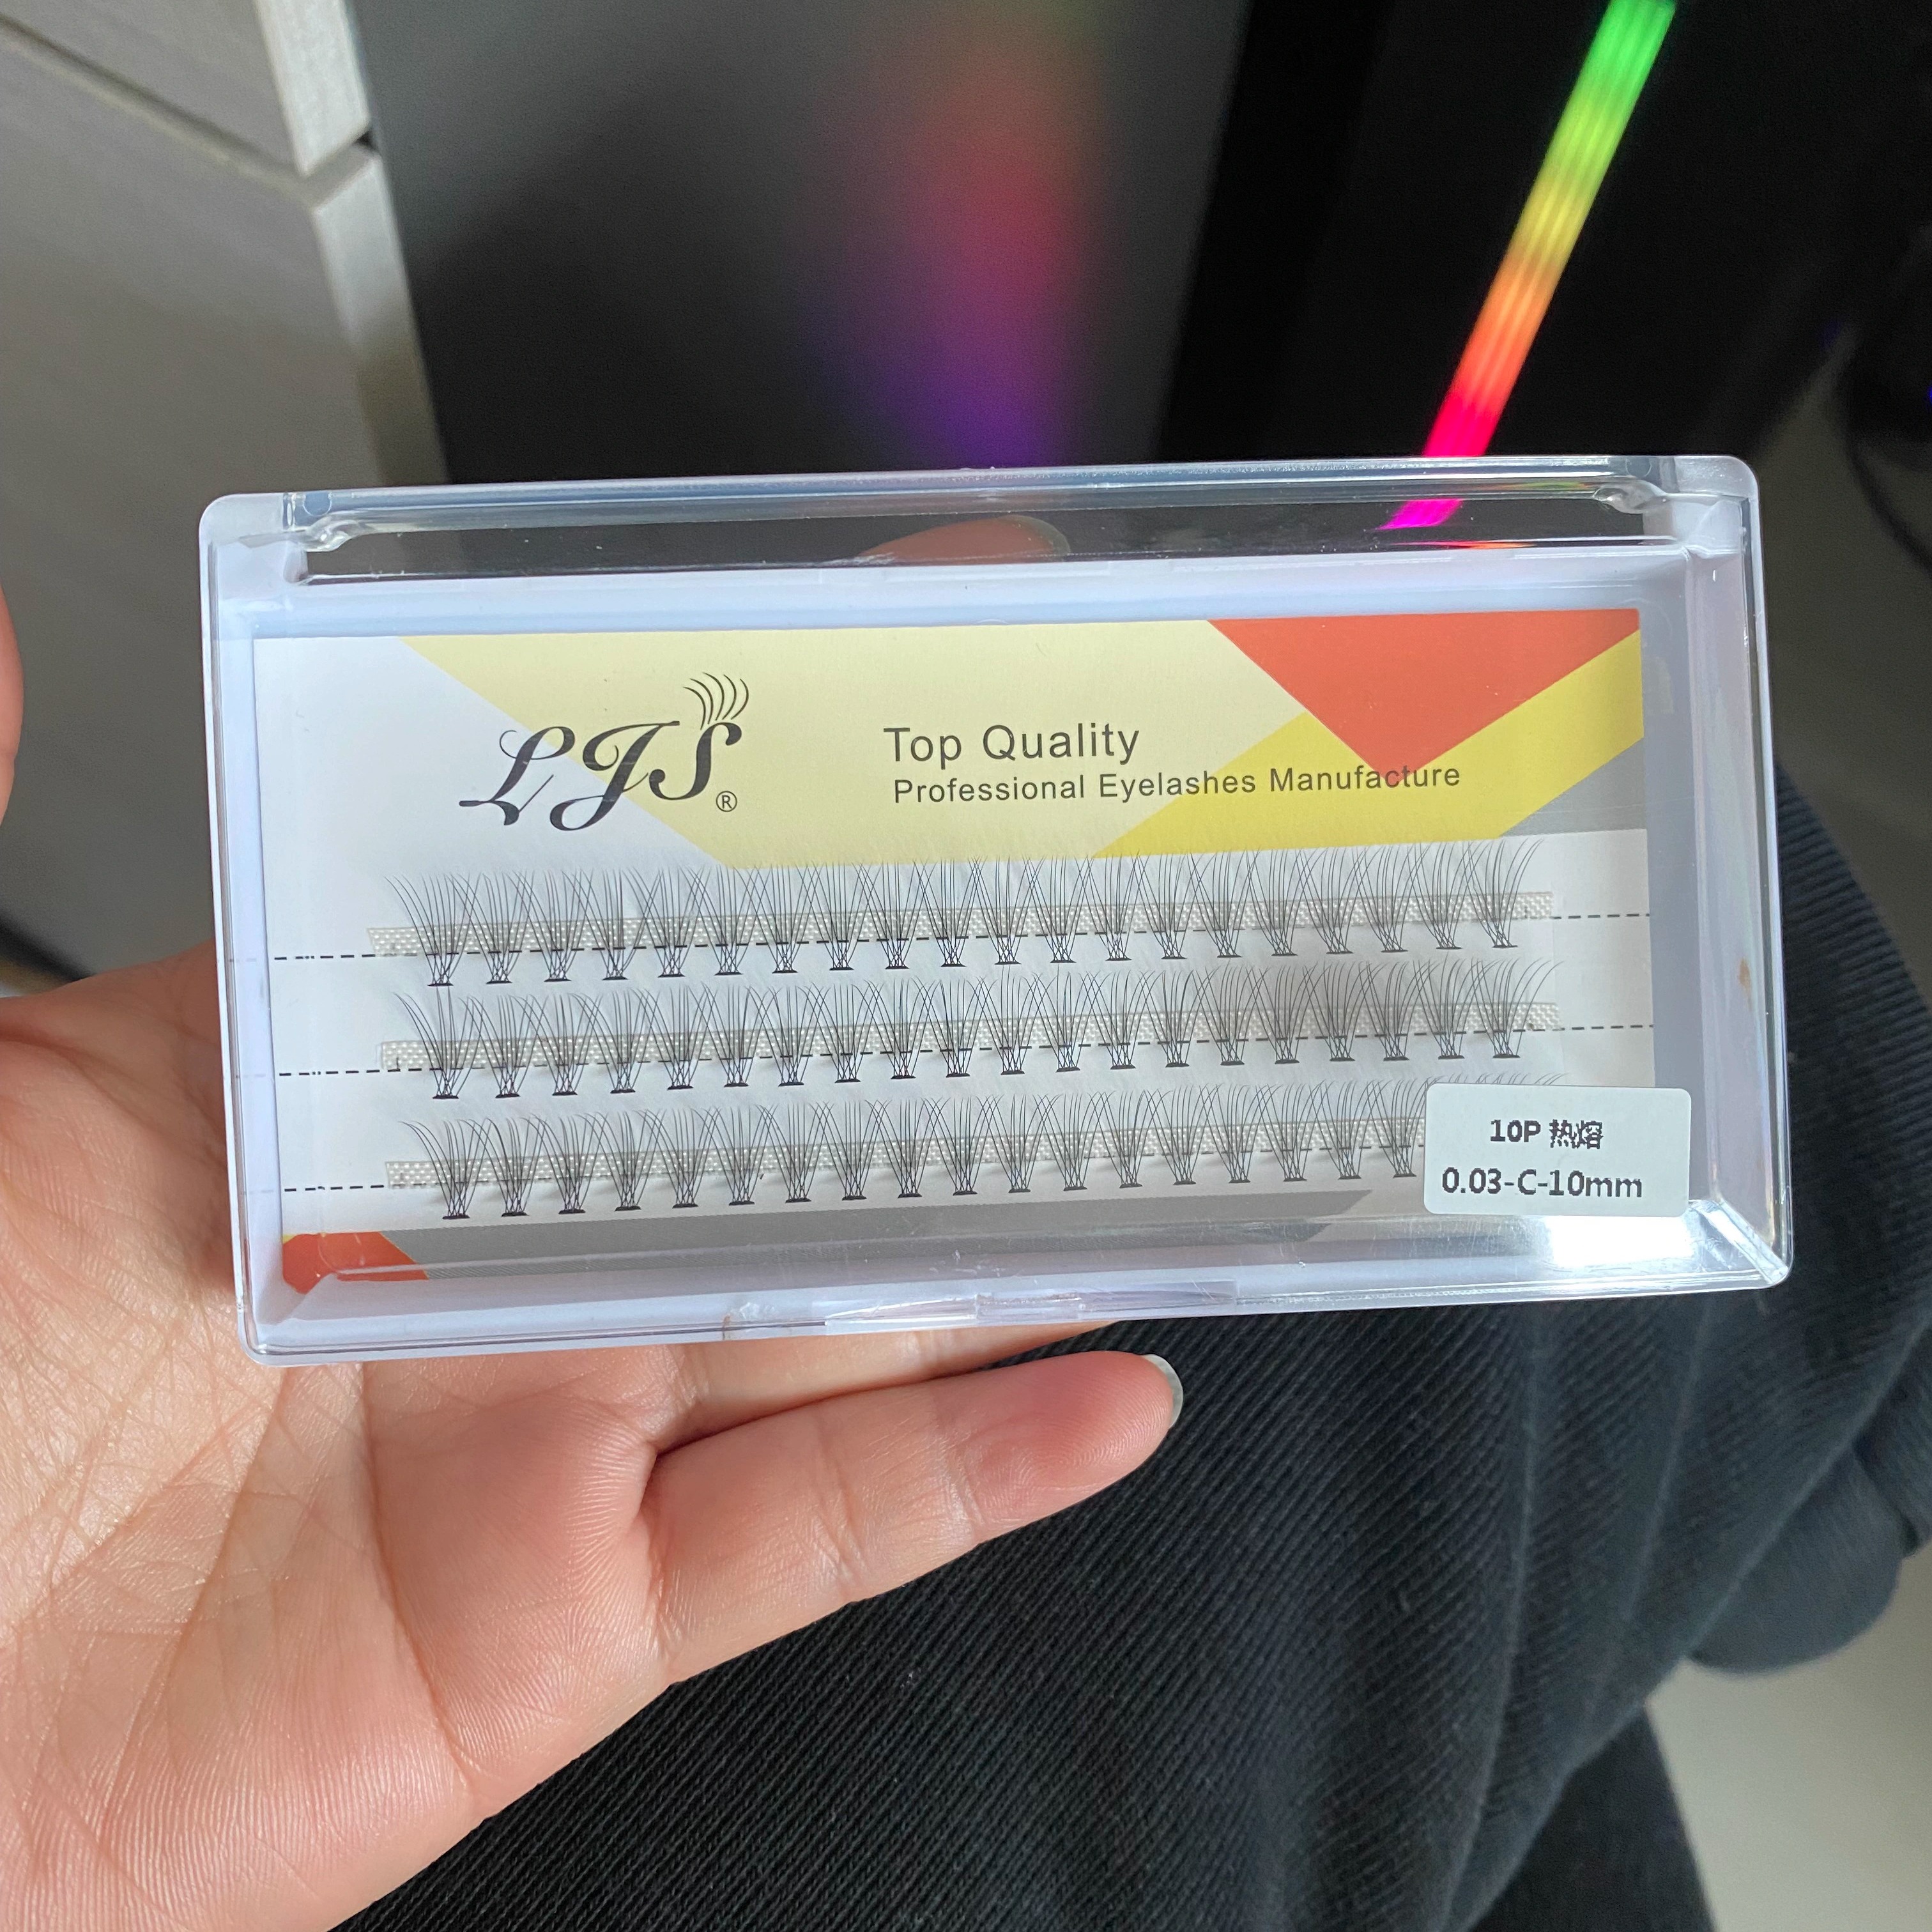 LJS®
Top Quality
Professional Eyelashes Manufacture
10P 热熔
0.03-C-10mm